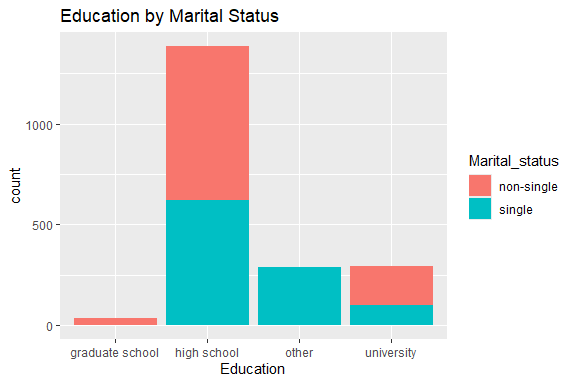 Education by Marital Status
count
1000
500
0
graduate school
high school
other
university
Education
Marital_status
non-single
single